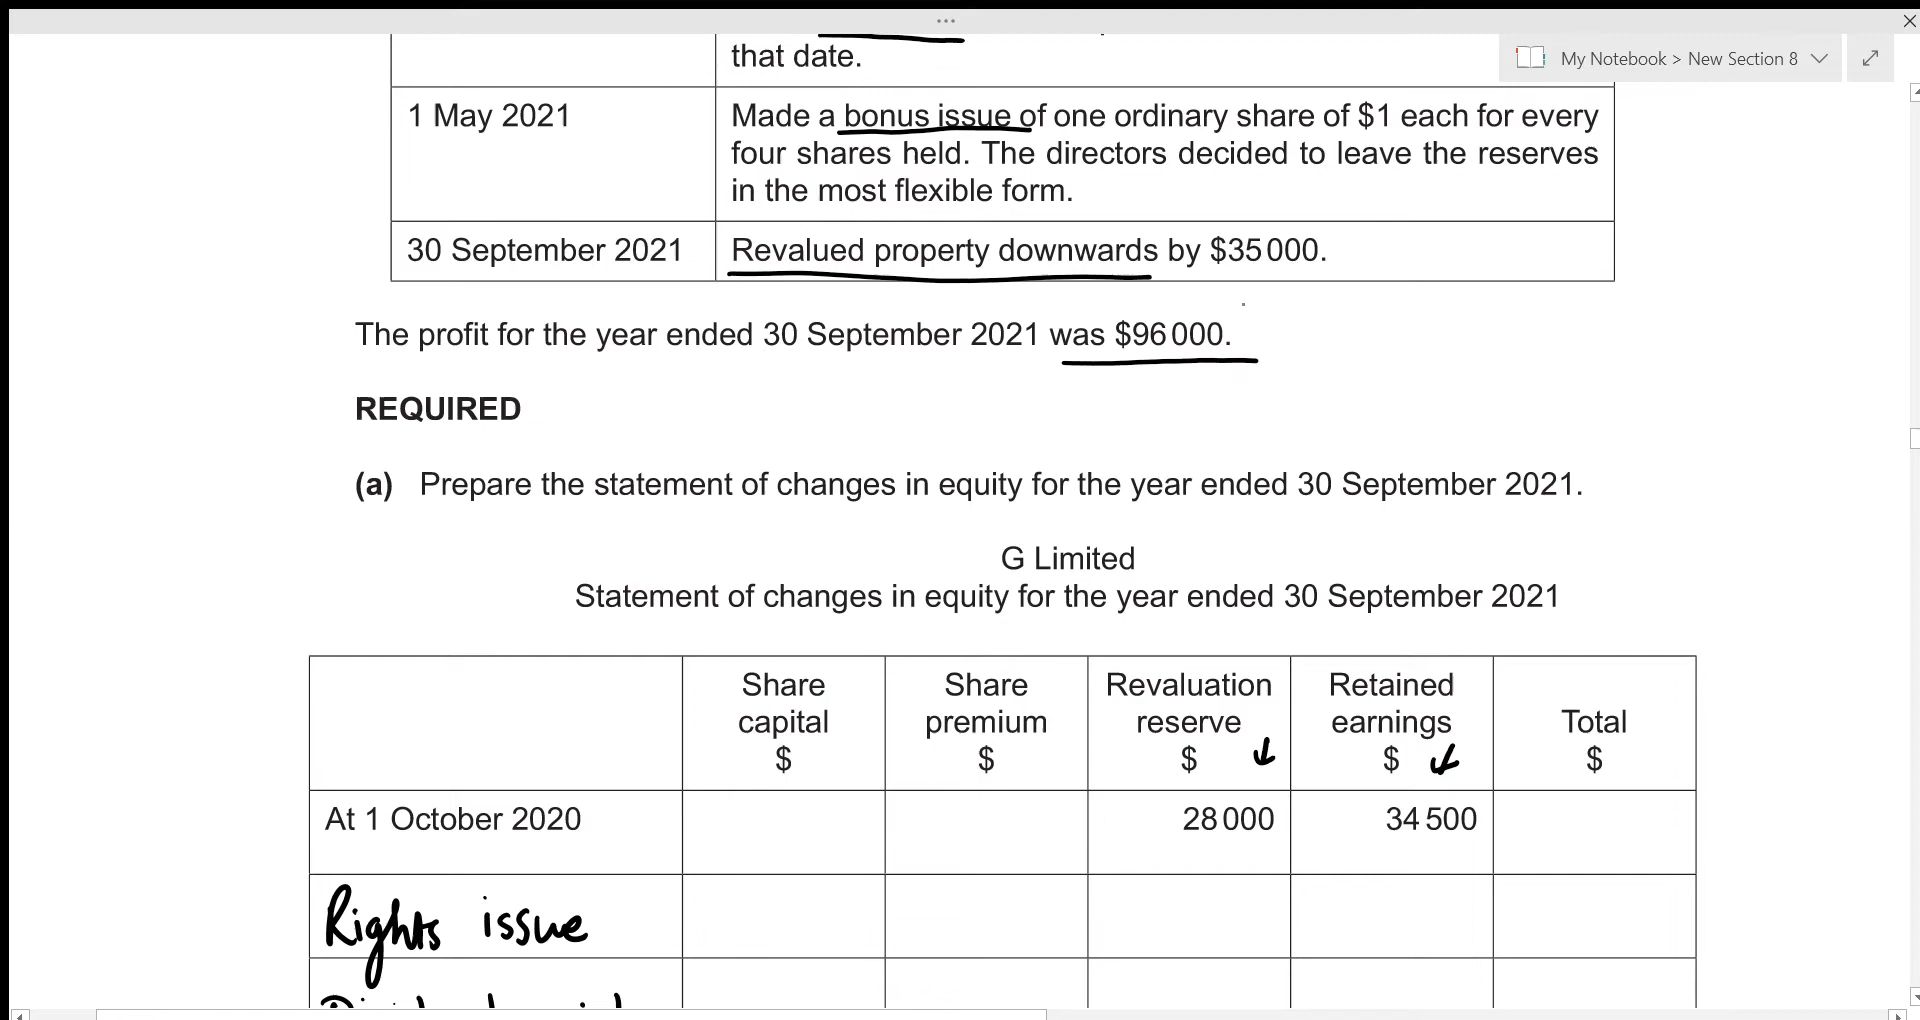 My Notebook > New Section 8
that date.
1 May 2021
Made a bonus issue of one ordinary share of $1 each for every
four shares held. The directors decided to leave the reserves
in the most flexible form.
30 September 2021
Revalued property downwards by $35 000.
The profit for the year ended 30 September 2021 was $96 000.
REQUIRED
(a) Prepare the statement of changes in equity for the year ended 30 September 2021.
G Limited
Statement of changes in equity for the year ended 30 September 2021
Share
capital
$
Share
premium
$
Revaluation
reserve
$ ↓
Retained
earnings
$ ↓
Total
$
At 1 October 2020
28 000
34 500
Rights issue